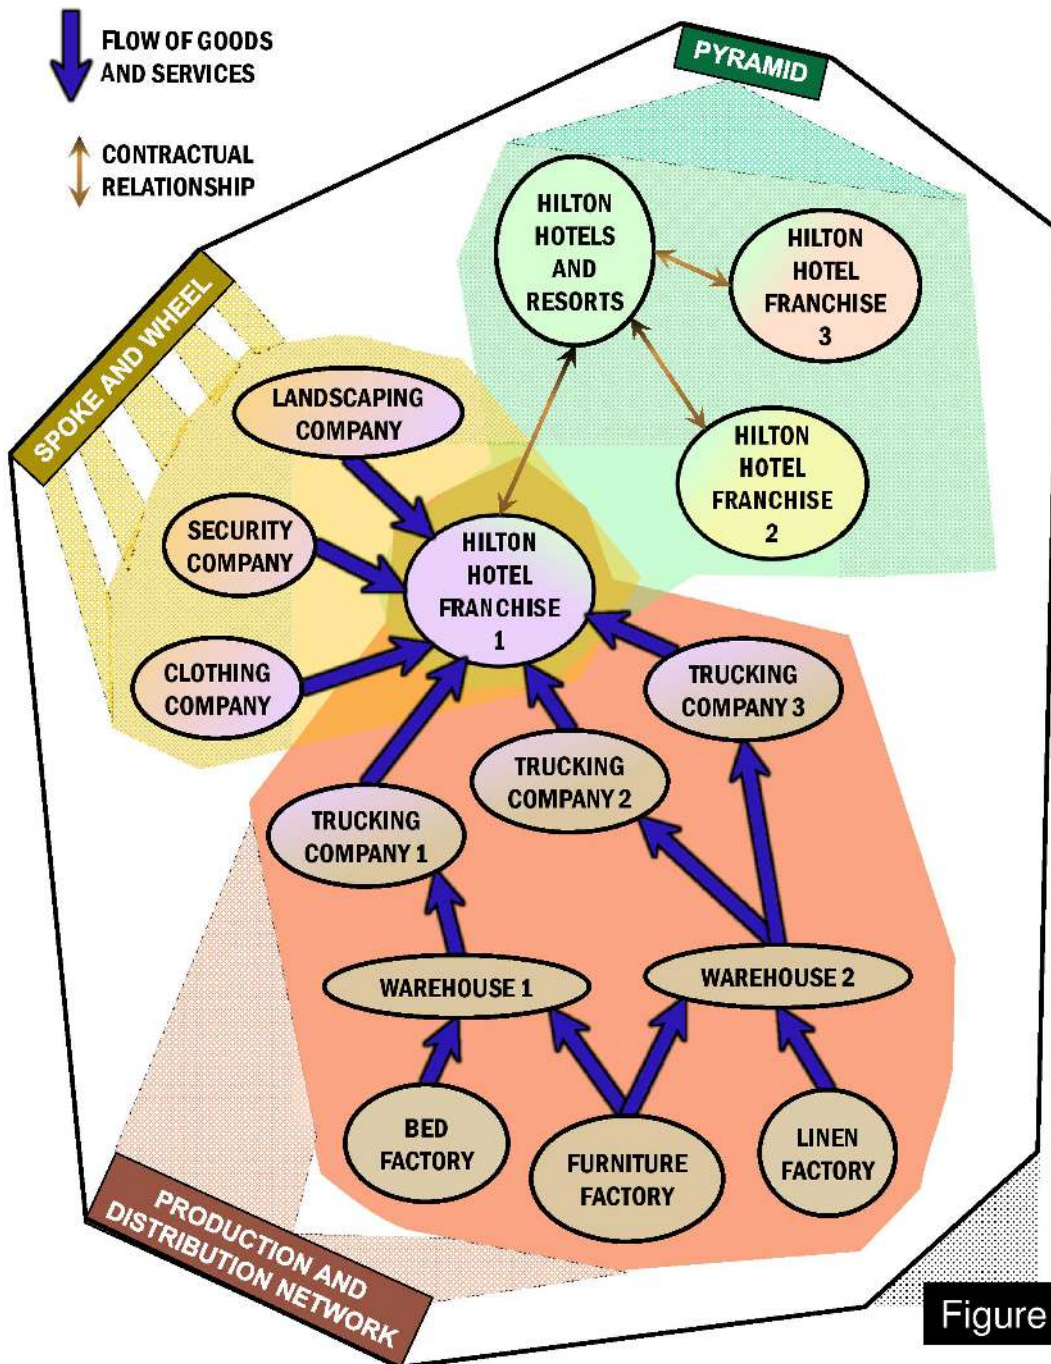 FLOW OF GOODS
AND SERVICES
CONTRACTUAL
RELATIONSHIP
PYRAMID
HILTON
HOTELS
AND
RESORTS
HILTON
HOTEL
FRANCHISE
3
SPOKE AND WHEEL
LANDSCAPING
COMPANY
HILTON
HOTEL
FRANCHISE
2
SECURITY
COMPANY
HILTON
HOTEL
FRANCHISE
1
CLOTHING
COMPANY
TRUCKING
COMPANY 3
TRUCKING
COMPANY 2
TRUCKING
COMPANY 1
WAREHOUSE 1
WAREHOUSE 2
BED
FACTORY
FURNITURE
FACTORY
LINEN
FACTORY
PRODUCTION AND
DISTRIBUTION NETWORK
Figure